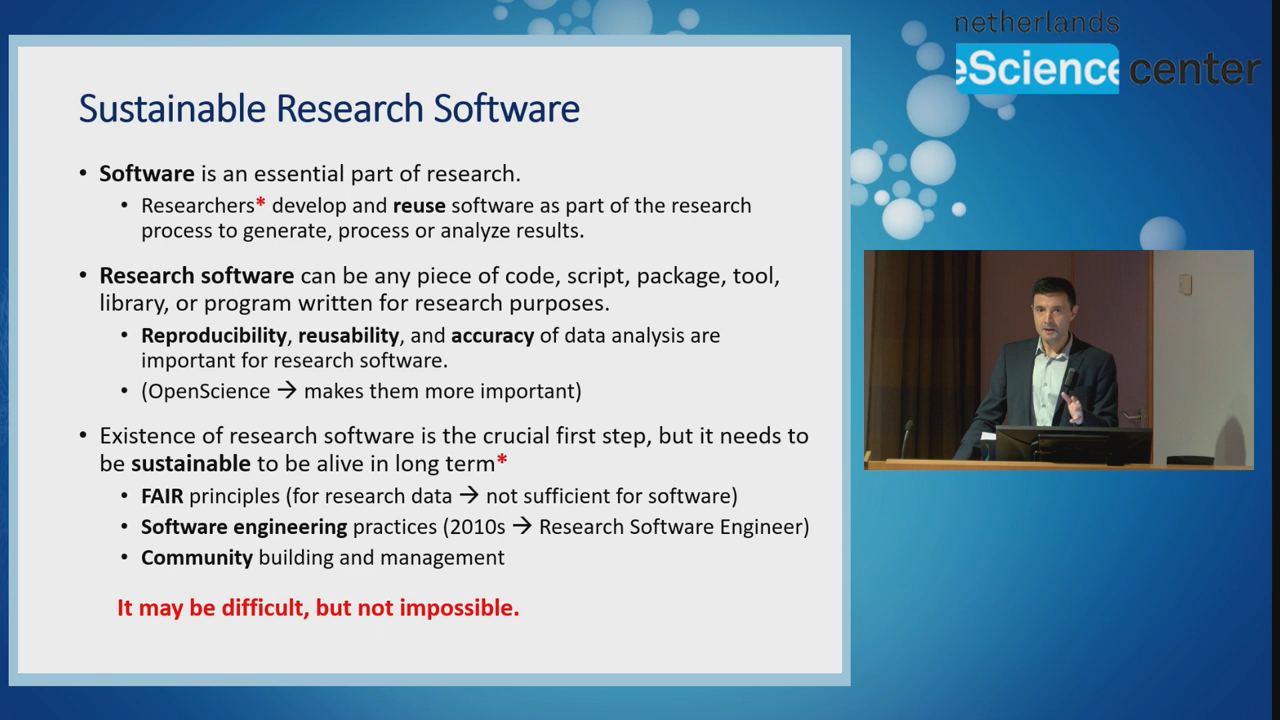 netherlands
eScience center
Sustainable Research Software
• Software is an essential part of research.
• Researchers* develop and reuse software as part of the research
process to generate, process or analyze results.
• Research software can be any piece of code, script, package, tool,
library, or program written for research purposes.
• Reproducibility, reusability, and accuracy of data analysis are
important for research software.
• (OpenScience → makes them more important)
• Existence of research software is the crucial first step, but it needs to
be sustainable to be alive in long term*
• FAIR principles (for research data → not sufficient for software)
• Software engineering practices (2010s → Research Software Engineer)
• Community building and management
It may be difficult, but not impossible.